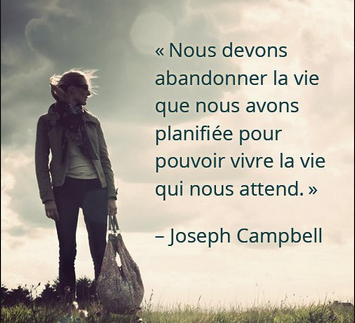 « Nous devons
abandonner la vie
que nous avons
planifiée pour
pouvoir vivre la vie
qui nous attend. »
– Joseph Campbell